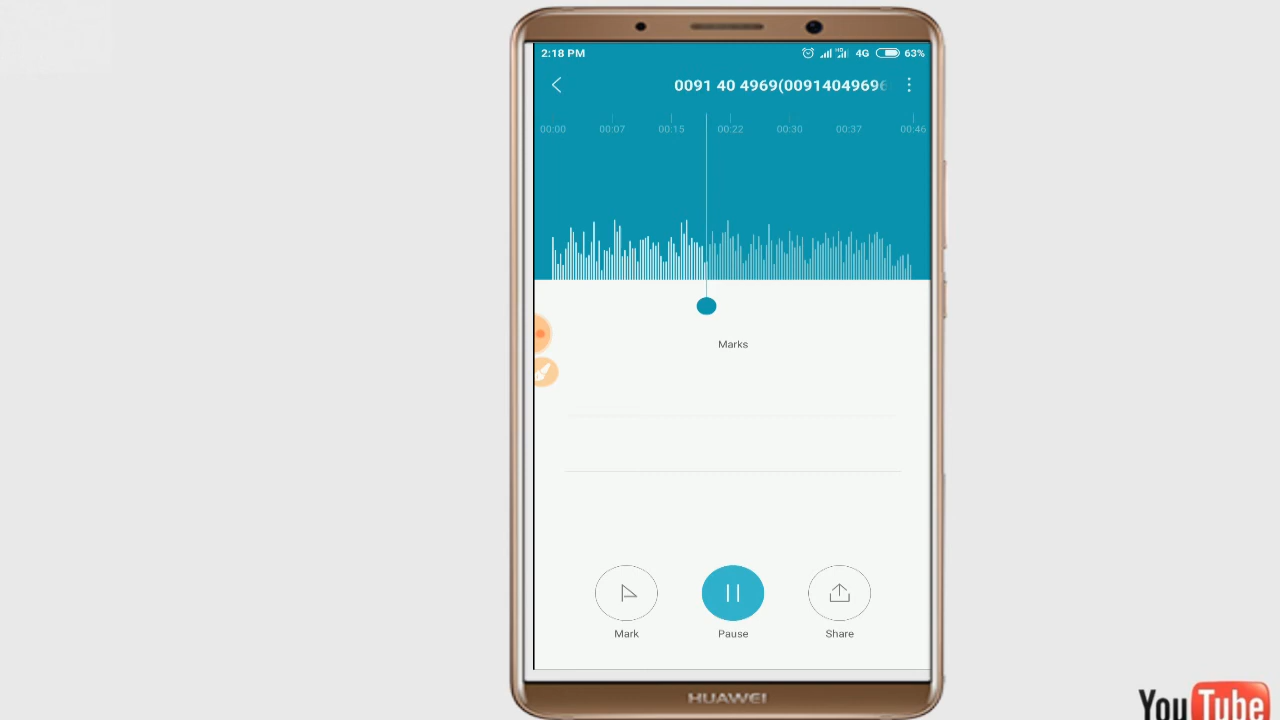 2:18 PM
4G
63%
0091 40 4969(0091404969
00:00 00:07 00:15 00:22 00:30 00:37 00:46
Marks
Mark
Pause
Share
HUAWEI
YouTube